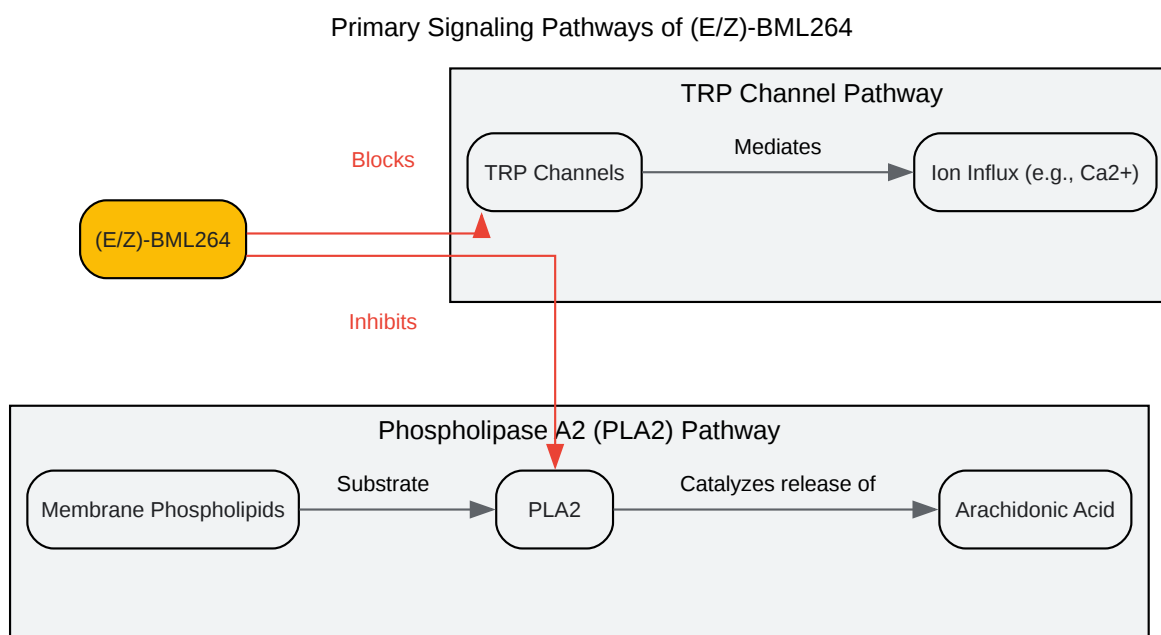 Primary Signaling Pathways of (E/Z)-BML264
TRP Channel Pathway
Blocks
TRP Channels
Mediates
Ion Influx (e.g., Ca2+)
(E/Z)-BML264
Inhibits
Phospholipase A2 (PLA2) Pathway
Membrane Phospholipids
Substrate
PLA2
Catalyzes release of
Arachidonic Acid